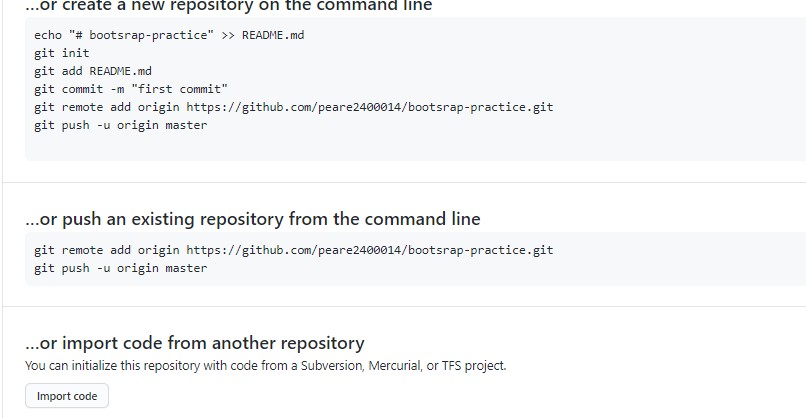 ...or create a new repository on the command line
echo "# bootsrap-practice" >> README.md
git init
git add README.md
git commit -m "first commit"
git remote add origin https://github.com/peare2400014/bootsrap-practice.git
git push -u origin master
...or push an existing repository from the command line
git remote add origin https://github.com/peare2400014/bootsrap-practice.git
git push -u origin master
...or import code from another repository
You can initialize this repository with code from a Subversion, Mercurial, or TFS project.
Import code